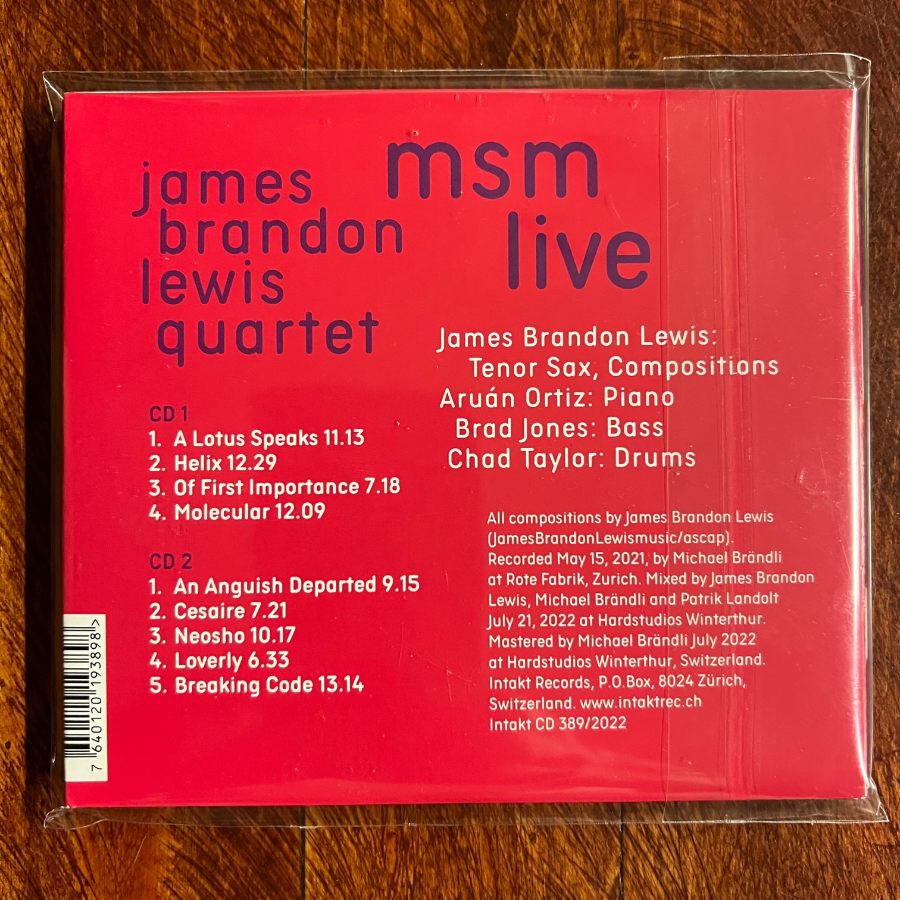 james
brandon
lewis
quartet
msm
live
James Brandon Lewis:
Tenor Sax, Compositions
Aruán Ortiz: Piano
Brad Jones: Bass
Chad Taylor: Drums
CD 1
1. A Lotus Speaks 11.13
2. Helix 12.29
3. Of First Importance 7.18
4. Molecular 12.09
CD 2
1. An Anguish Departed 9.15
2. Cesaire 7.21
3. Neosho 10.17
4. Loverly 6.33
5. Breaking Code 13.14
All compositions by James Brandon Lewis
(JamesBrandonLewismusic/ascap).
Recorded May 15, 2021, by Michael Brändli
at Rote Fabrik, Zurich. Mixed by James Brandon
Lewis, Michael Brändli and Patrik Landolt
July 21, 2022 at Hardstudios Winterthur.
Mastered by Michael Brändli July 2022
at Hardstudios Winterthur, Switzerland.
Intakt Records, P.O.Box, 8024 Zürich,
Switzerland. www.intaktrec.ch
Intakt CD 389/2022
7 640120 193898 >